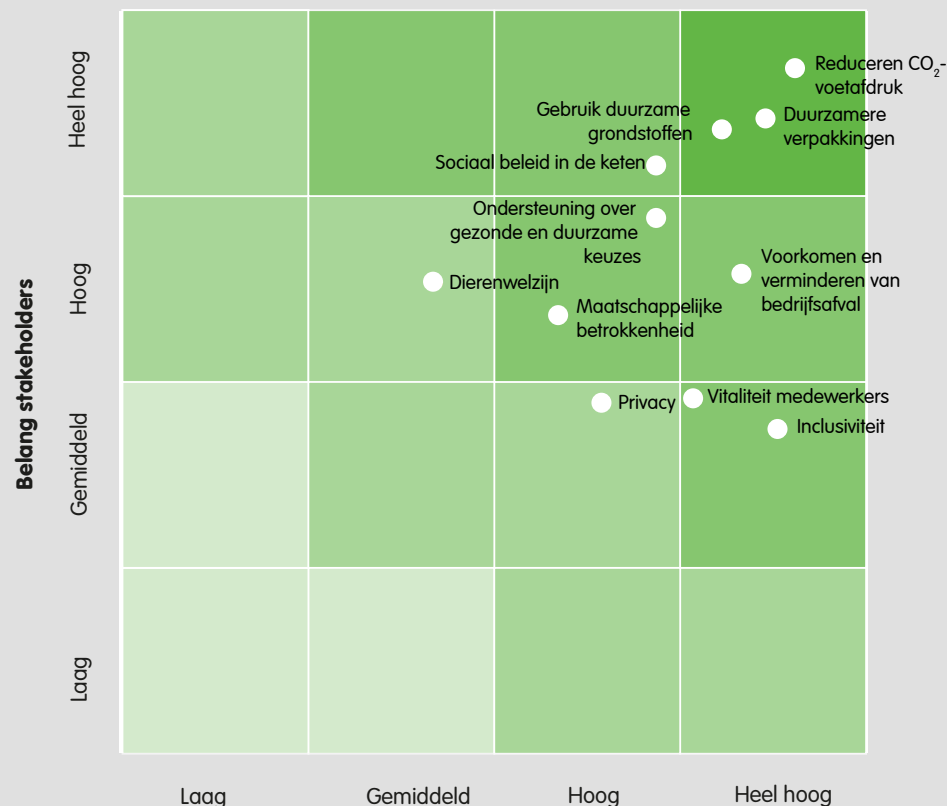 Belang stakeholders
Heel hoog
Hoog
Gemiddeld
Laag
Reduceren CO₂-
voetafdruk
Gebruik duurzame
grondstoffen
Duurzamere
verpakkingen
Sociaal beleid in de keten
Ondersteuning over
gezonde en duurzame
keuzes
Voorkomen en
verminderen van
bedrijfsafval
Dierenwelzijn
Maatschappelijke
betrokkenheid
Privacy
Vitaliteit medewerkers
Inclusiviteit
Laag
Gemiddeld
Hoog
Heel hoog